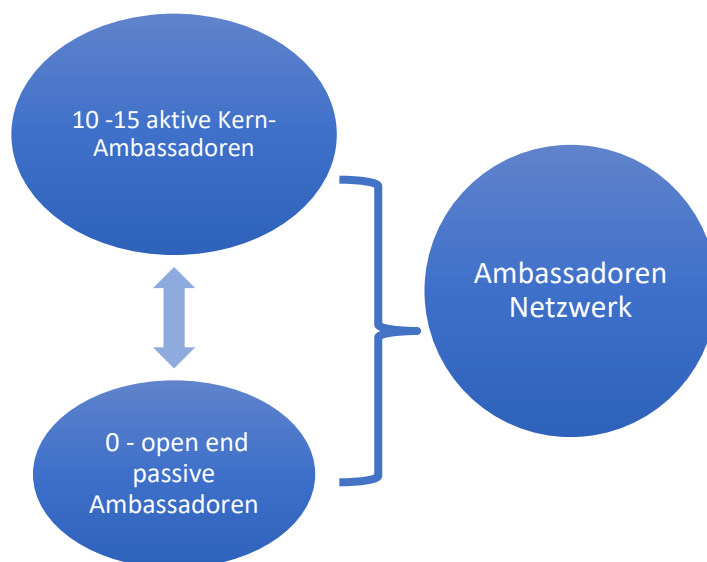 10 -15 aktive Kern-
Ambassadoren
Ambassadoren
Netzwerk
0 - open end
passive
Ambassadoren